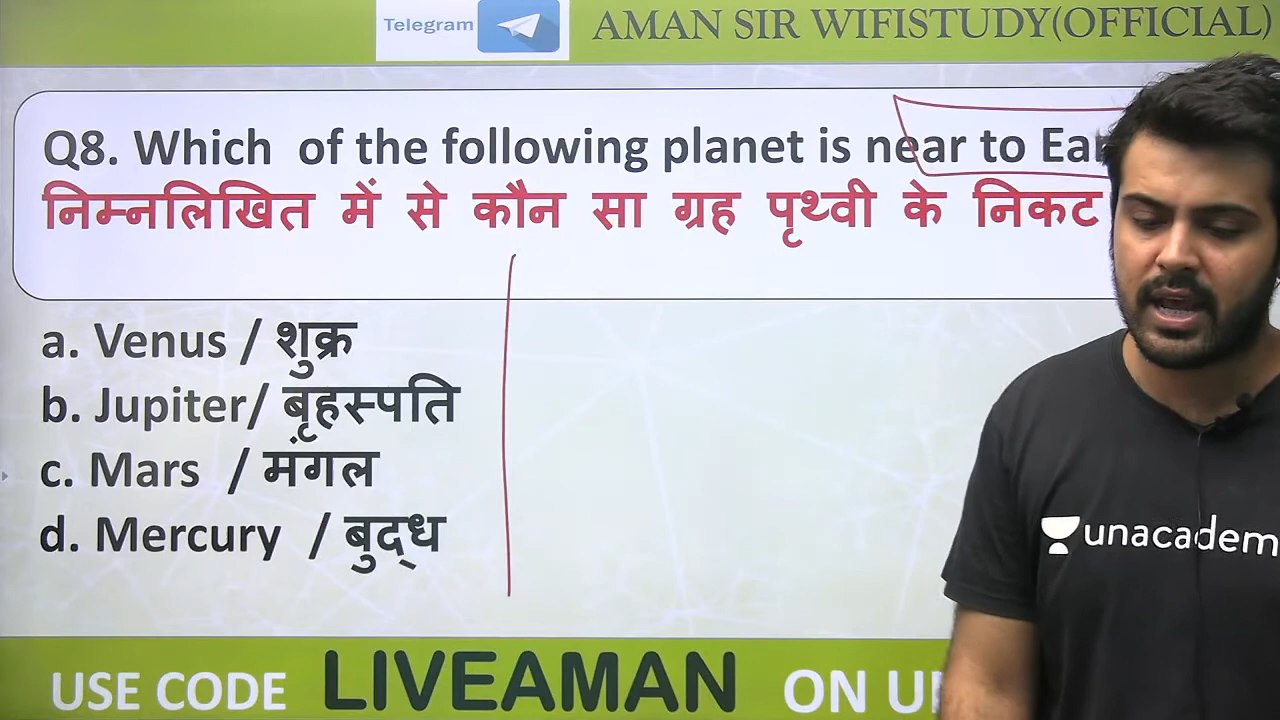 Telegram
AMAN SIR WIFISTUDY(OFFICIAL)
Q8. Which of the following planet is near to Ear
निम्नलिखित में से कौन सा ग्रह पृथ्वी के निकट
a. Venus / शुक्र
b. Jupiter/ बृहस्पति
c. Mars / मंगल
d. Mercury / बुद्ध
unacadem
USE CODE LIVEAMAN ON